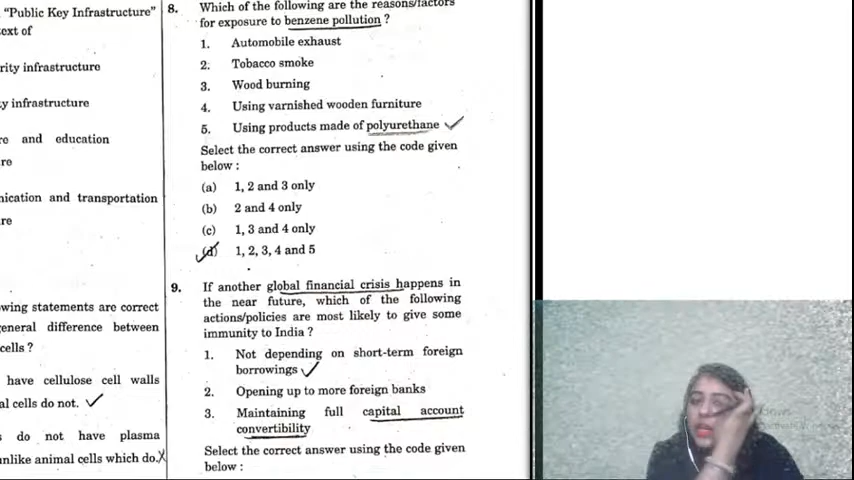 "Public Key Infrastructure"
ext of
rity infrastructure
y infrastructure
re and education
re
nication and transportation
re
wing statements are correct
eneral difference between
cells ?
have cellulose cell walls
al cells do not.
s do not have plasma
unlike animal cells which do.
8. Which of the following are the reasons/factors
for exposure to benzene pollution ?
1. Automobile exhaust
2. Tobacco smoke
3. Wood burning
4. Using varnished wooden furniture
5. Using products made of polyurethane
Select the correct answer using the code given
below :
(a) 1, 2 and 3 only
(b) 2 and 4 only
(c) 1, 3 and 4 only
(d) 1, 2, 3, 4 and 5
9. If another global financial crisis happens in
the near future, which of the following
actions/policies are most likely to give some
immunity to India ?
1. Not depending on short-term foreign
borrowings
2. Opening up to more foreign banks
3. Maintaining full capital account
convertibility
Select the correct answer using the code given
below :